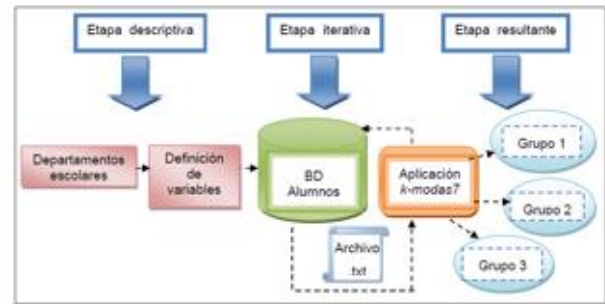 Etapa descriptiva
Etapa iterativa
Etapa resultante
Departamentos
escolares
Definición
de
variables
BD
Alumnos
Aplicación
k-modas7
Grupo 1
Grupo 2
Grupo 3
Archivo
.txt